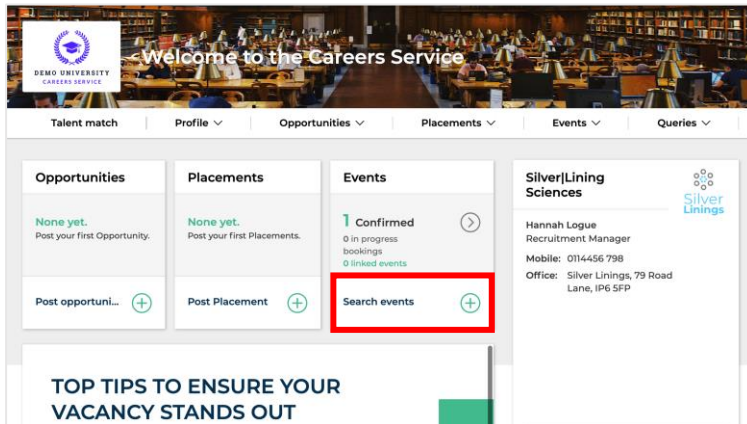 DEMO UNIVERSITY
CAREERS SERVICE
Welcome to the Careers Service
Talent match
Profile
Opportunities
Placements
Events
Queries
Opportunities
None yet.
Post your first Opportunity.
Post opportuni...
Placements
None yet.
Post your first Placements.
Post Placement
Events
1 Confirmed
0 in progress
bookings
0 linked events
Search events
Silver|Lining
Sciences
Silver
Linings
Hannah Logue
Recruitment Manager
Mobile: 0114456 798
Office: Silver Linings, 79 Road
Lane, IP6 5FP
TOP TIPS TO ENSURE YOUR
VACANCY STANDS OUT